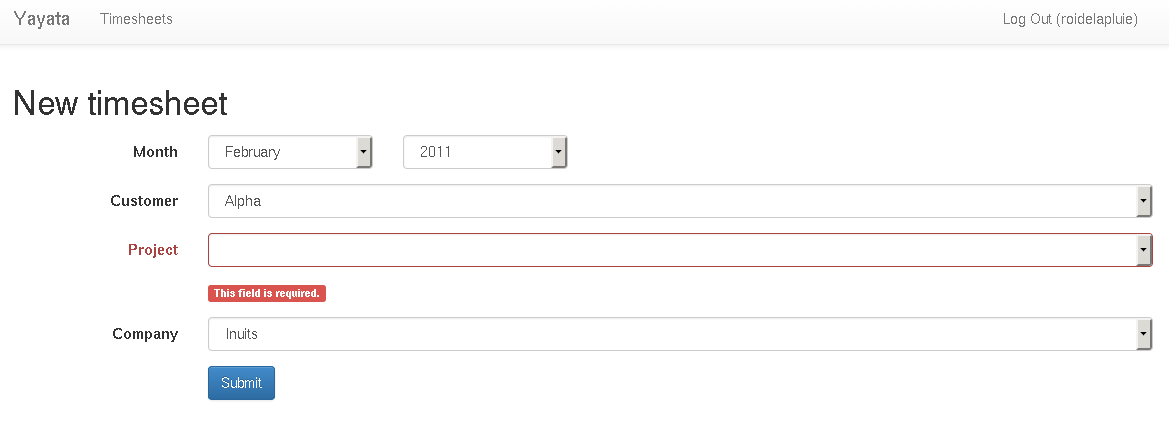 Yayata Timesheets Log Out (roidelapluie)
New timesheet
Month February 2011
Customer Alpha
Project
This field is required.
Company Inuits
Submit